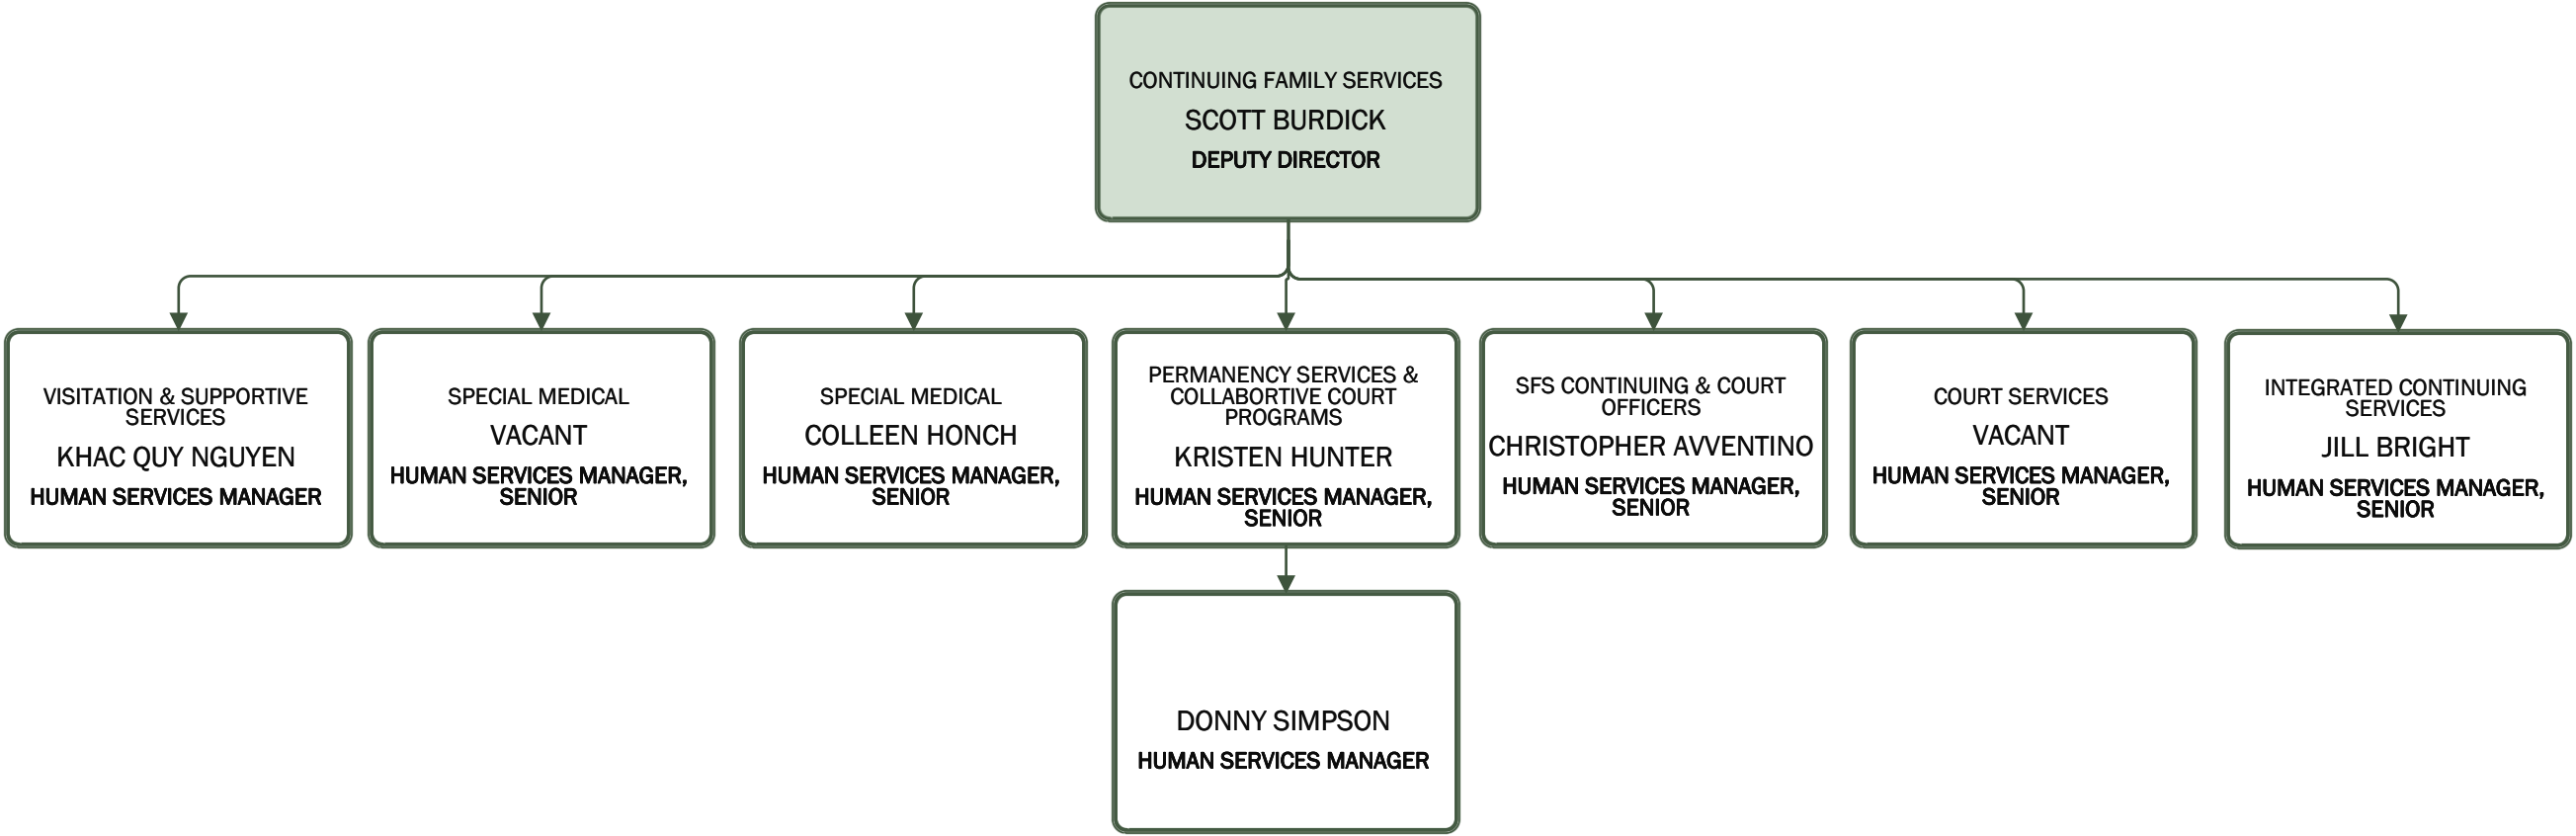 CONTINUING FAMILY SERVICES
SCOTT BURDICK
DEPUTY DIRECTOR
VISITATION & SUPPORTIVE
SERVICES
KHAC QUY NGUYEN
HUMAN SERVICES MANAGER
SPECIAL MEDICAL
VACANT
HUMAN SERVICES MANAGER,
SENIOR
SPECIAL MEDICAL
COLLEEN HONCH
HUMAN SERVICES MANAGER,
SENIOR
PERMANENCY SERVICES &
COLLABORTIVE COURT
PROGRAMS
KRISTEN HUNTER
HUMAN SERVICES MANAGER,
SENIOR
SFS CONTINUING & COURT
OFFICERS
CHRISTOPHER AVVENTINO
HUMAN SERVICES MANAGER,
SENIOR
COURT SERVICES
VACANT
HUMAN SERVICES MANAGER,
SENIOR
INTEGRATED CONTINUING
SERVICES
JILL BRIGHT
HUMAN SERVICES MANAGER,
SENIOR
DONNY SIMPSON
HUMAN SERVICES MANAGER